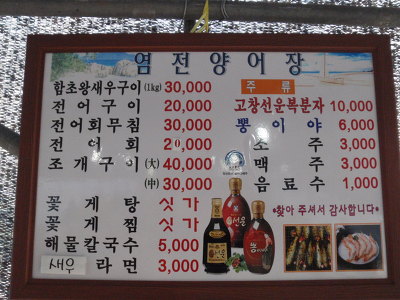 염전양어장
함초왕새우구이 (1kg) 30,000
전어구이 20,000
전어회무침 30,000
전어회 20,000
조개구이 (大) 40,000
(中) 30,000
꽃게탕 싯가
꽃게찜 싯가
해물칼국수 5,000
새우라면 3,000
주류
고창선운복분자 10,000
뽕이야 6,000
소주 3,000
맥주 3,000
음료수 1,000
*찾아 주셔서 감사합니다*
선운
뽐